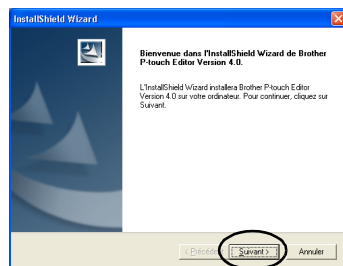 InstallShield Wizard
Bienvenue dans l'InstallShield Wizard de Brother
P-touch Editor Version 4.0.
L'InstallShield Wizard installera Brother P-touch Editor
Version 4.0 sur votre ordinateur. Pour continuer, cliquez sur
Suivant.
< Précédent Suivant > Annuler